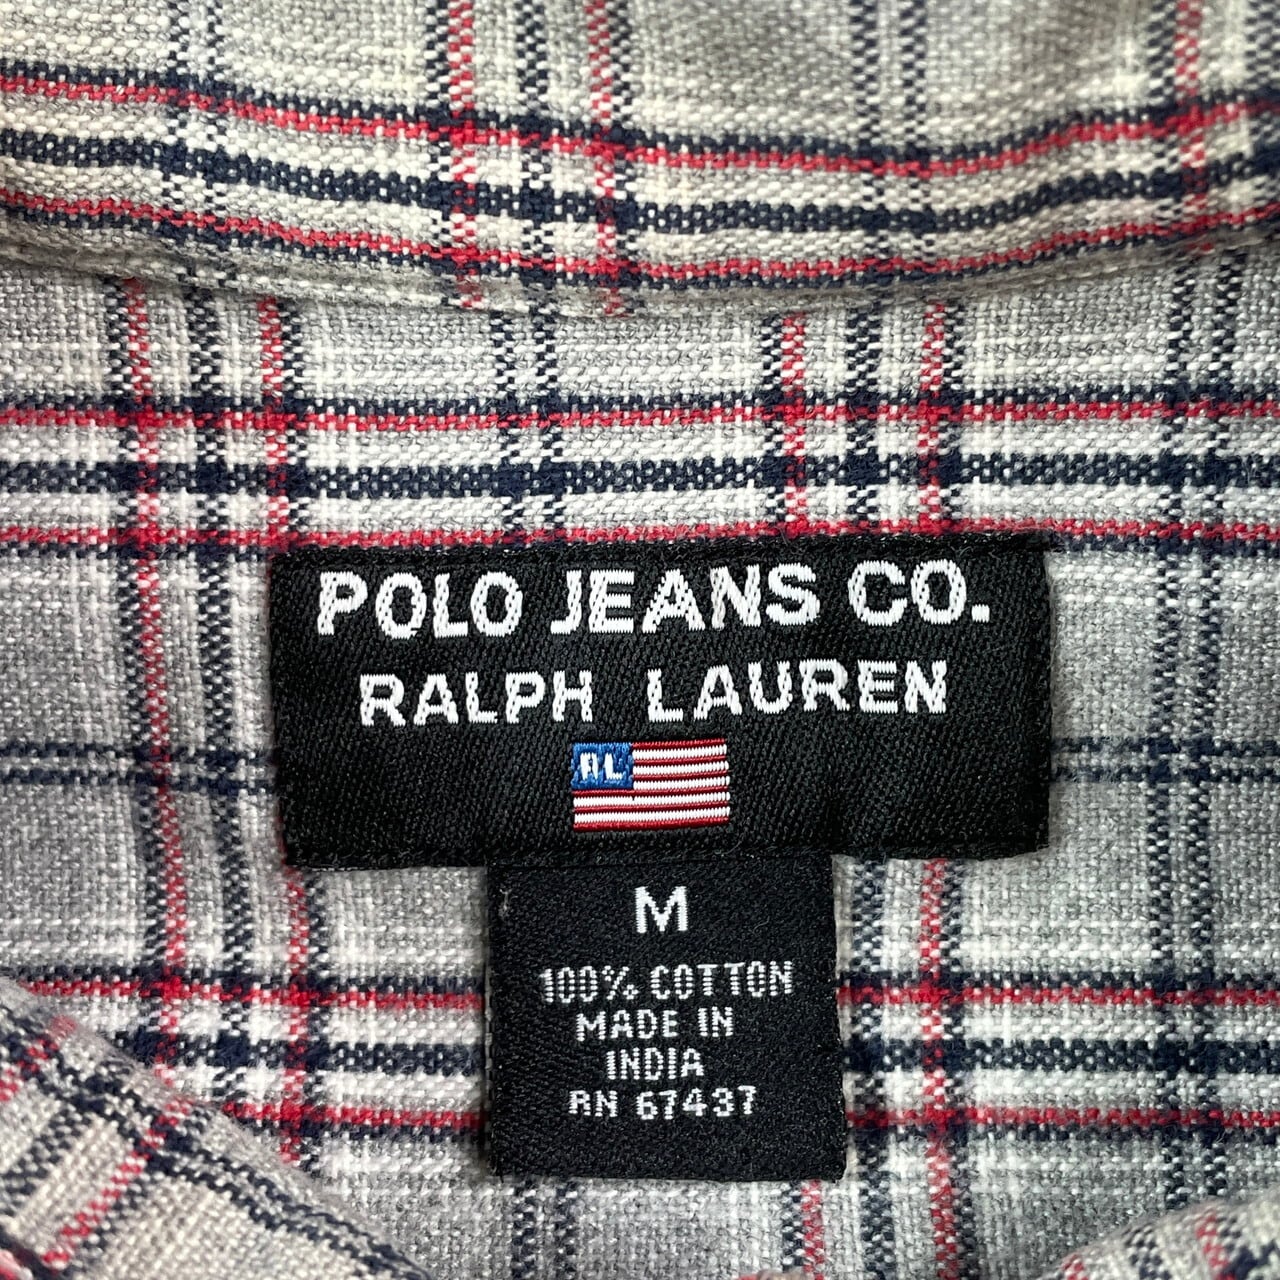 POLO JEANS CO.
RALPH LAUREN
RL
M
100% COTTON
MADE IN
INDIA
RN 67437